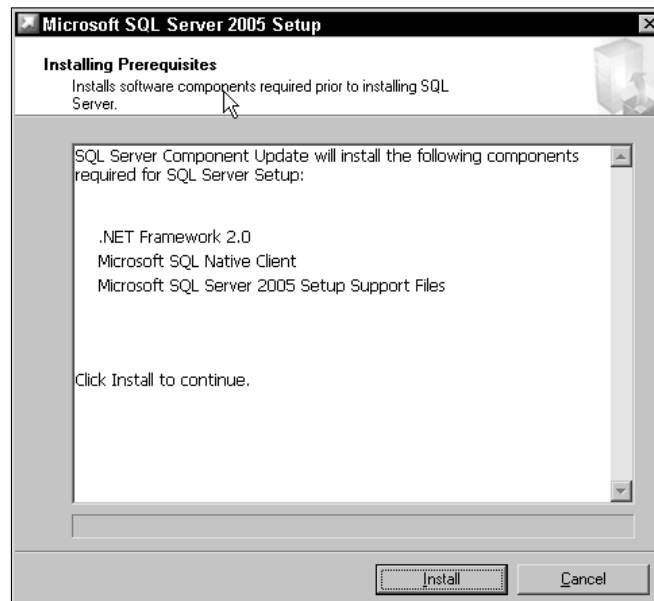 Microsoft SQL Server 2005 Setup
Installing Prerequisites
Installs software components required prior to installing SQL
Server.
SQL Server Component Update will install the following components
required for SQL Server Setup:
.NET Framework 2.0
Microsoft SQL Native Client
Microsoft SQL Server 2005 Setup Support Files
Click Install to continue.
Install
Cancel